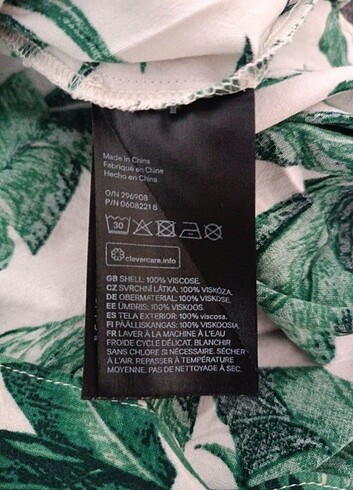 Made in China
Fabriqué en Chine
Hecho en China
O/N 296908
P/N 0608221 B
30
clevercare.info
GB SHELL: 100% VISCOSE.
CZ SVRCHNI LÁTKA: 100% VISKÓZA.
DE OBERMATERIAL: 100% VISKOSE.
EE ÜMBRIS: 100% VISKOOS.
ES TELA EXTERIOR: 100% viscosa.
FI PÄÄLLISKANGAS: 100% VISKOOSIA
FR LAVER À LA MACHINE À L'EAU
FROIDE CYCLE DÉLICAT. BLANCHIR
SANS CHLORE SI NÉCESSAIRE. SÉCHER
À L'AIR. REPASSER À TEMPÉRATURE
MOYENNE. PAS DE NETTOYAGE À SEC.